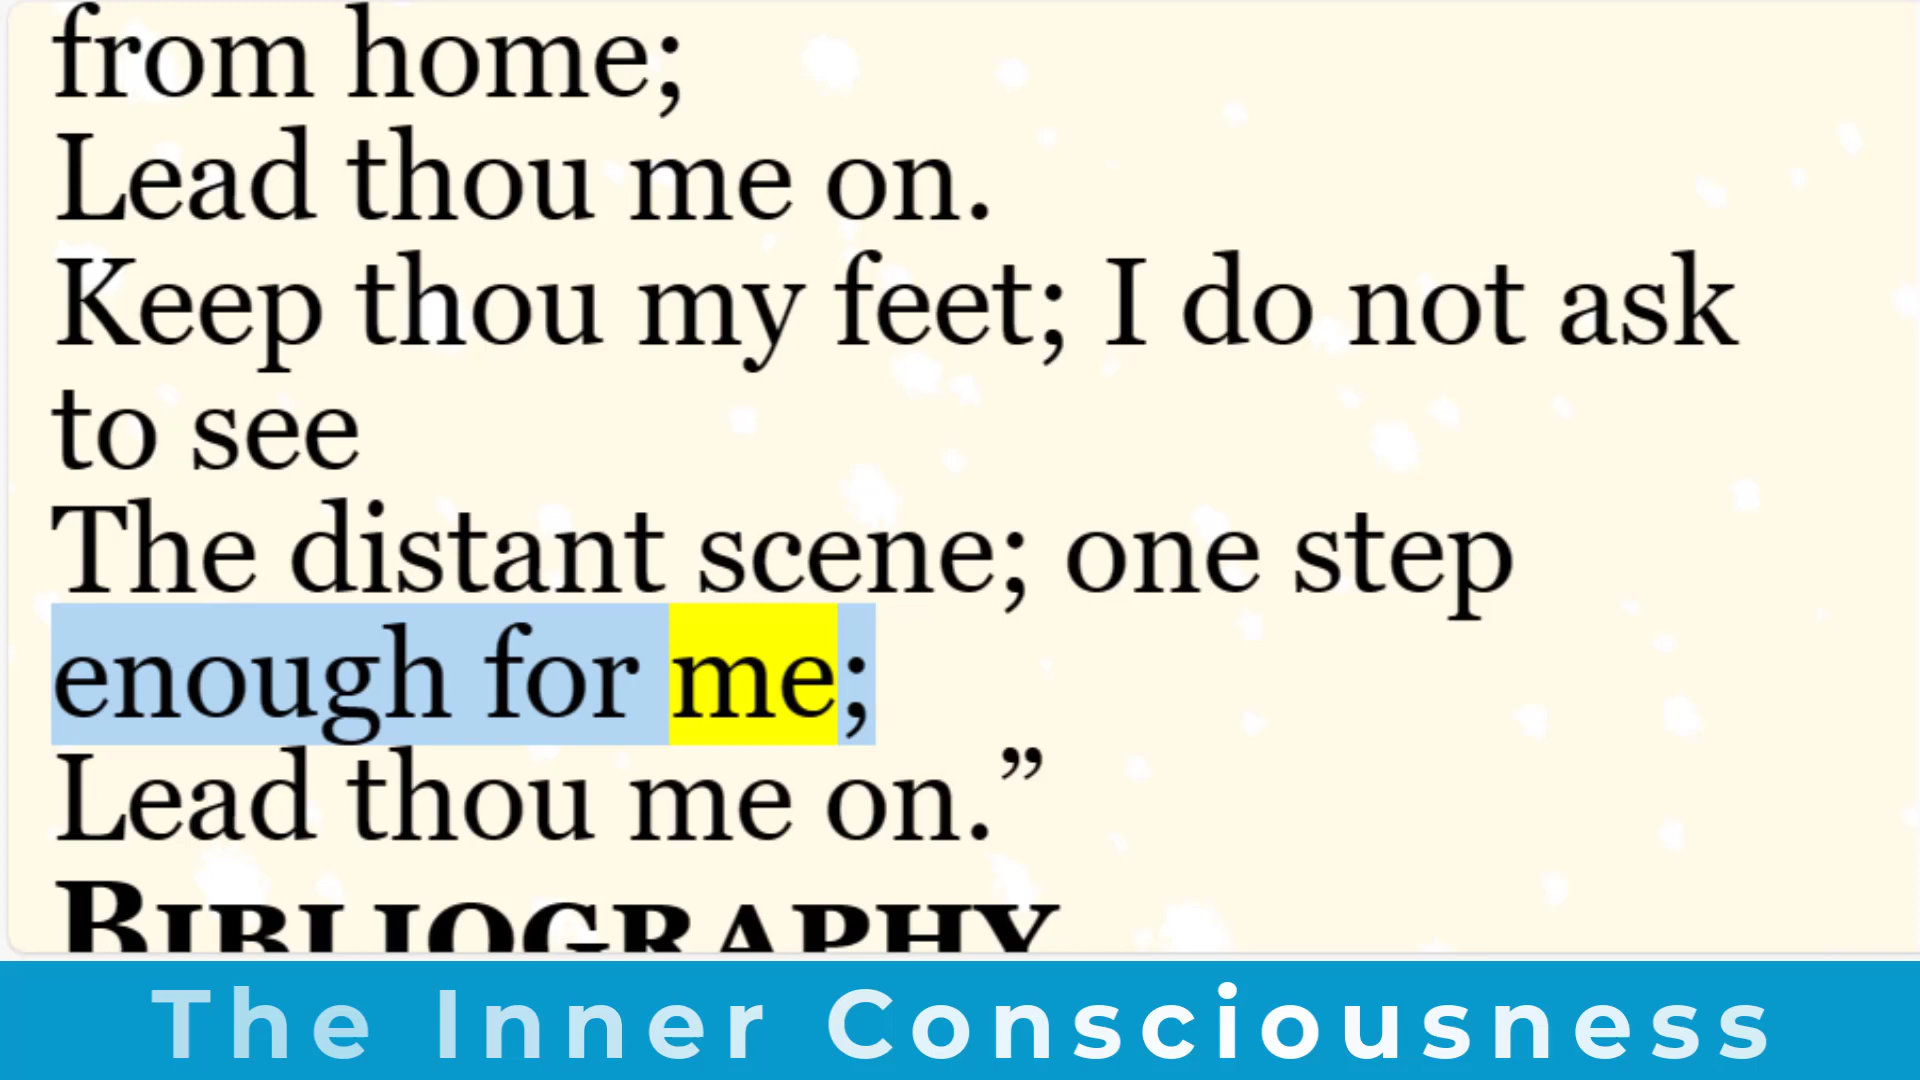 from home;
Lead thou me on.
Keep thou my feet; I do not ask
to see
The distant scene; one step
enough for me;
Lead thou me on.”
BIBLIOGRAPHY
The Inner Consciousness